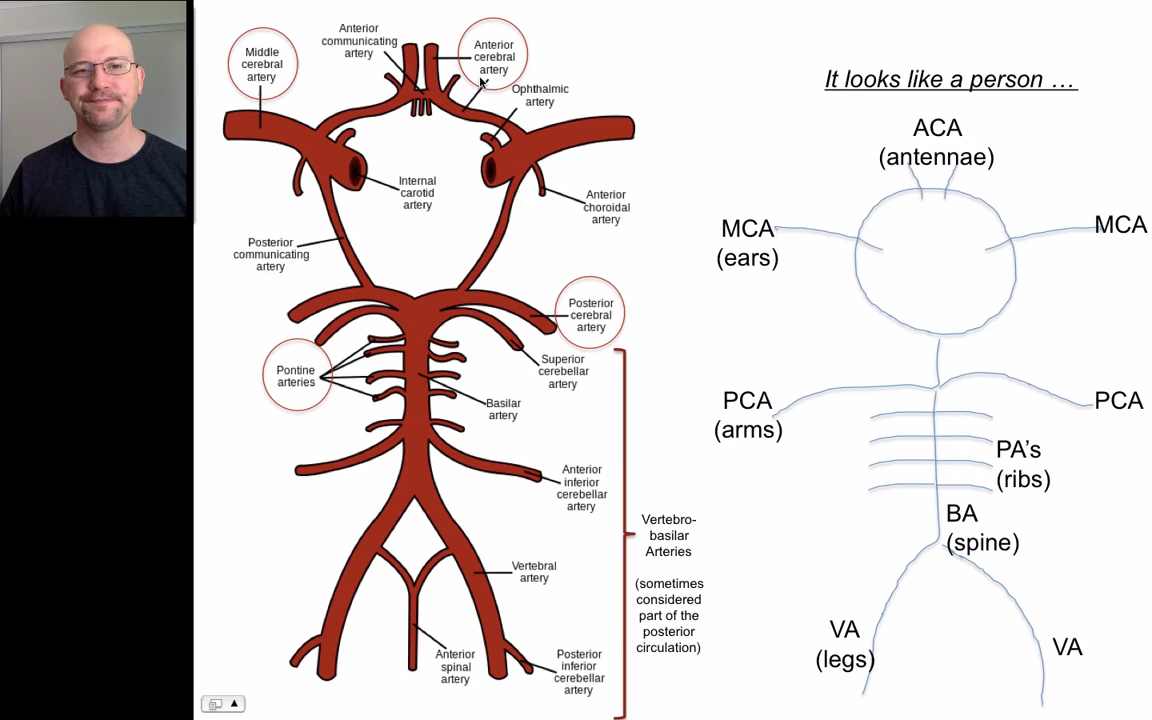 Middle
cerebral
artery
Anterior
communicating
artery
Anterior
cerebral
artery
Ophthalmic
artery
Internal
carotid
artery
Anterior
choroidal
artery
Posterior
communicating
artery
Posterior
cerebral
artery
Pontine
arteries
Superior
cerebellar
artery
Basilar
artery
Anterior
inferior
cerebellar
artery
Vertebral
artery
Anterior
spinal
artery
Posterior
inferior
cerebellar
artery
Vertebro-
basilar
Arteries
(sometimes
considered
part of the
posterior
circulation)
It looks like a person …
ACA
(antennae)
MCA
(ears)
MCA
PCA
(arms)
PCA
PA's
(ribs)
BA
(spine)
VA
(legs)
VA